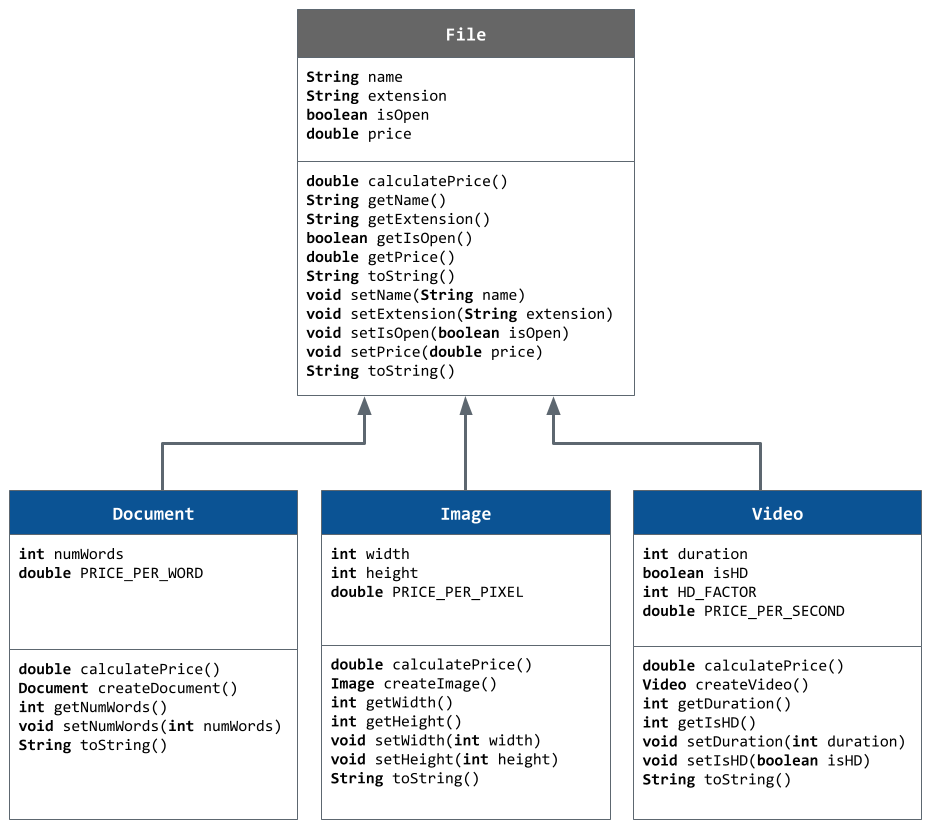 File
String name
String extension
boolean isOpen
double price
double calculatePrice()
String getName()
String getExtension()
boolean getIsOpen()
double getPrice()
String toString()
void setName(String name)
void setExtension(String extension)
void setIsOpen(boolean isOpen)
void setPrice(double price)
String toString()
Document
int numWords
double PRICE_PER_WORD
double calculatePrice()
Document createDocument()
int getNumWords()
void setNumWords(int numWords)
String toString()
Image
int width
int height
double PRICE_PER_PIXEL
double calculatePrice()
Image createImage()
int getWidth()
int getHeight()
void setWidth(int width)
void setHeight(int height)
String toString()
Video
int duration
boolean isHD
int HD_FACTOR
double PRICE_PER_SECOND
double calculatePrice()
Video createVideo()
int getDuration()
int getIsHD()
void setDuration(int duration)
void setIsHD(boolean isHD)
String toString()